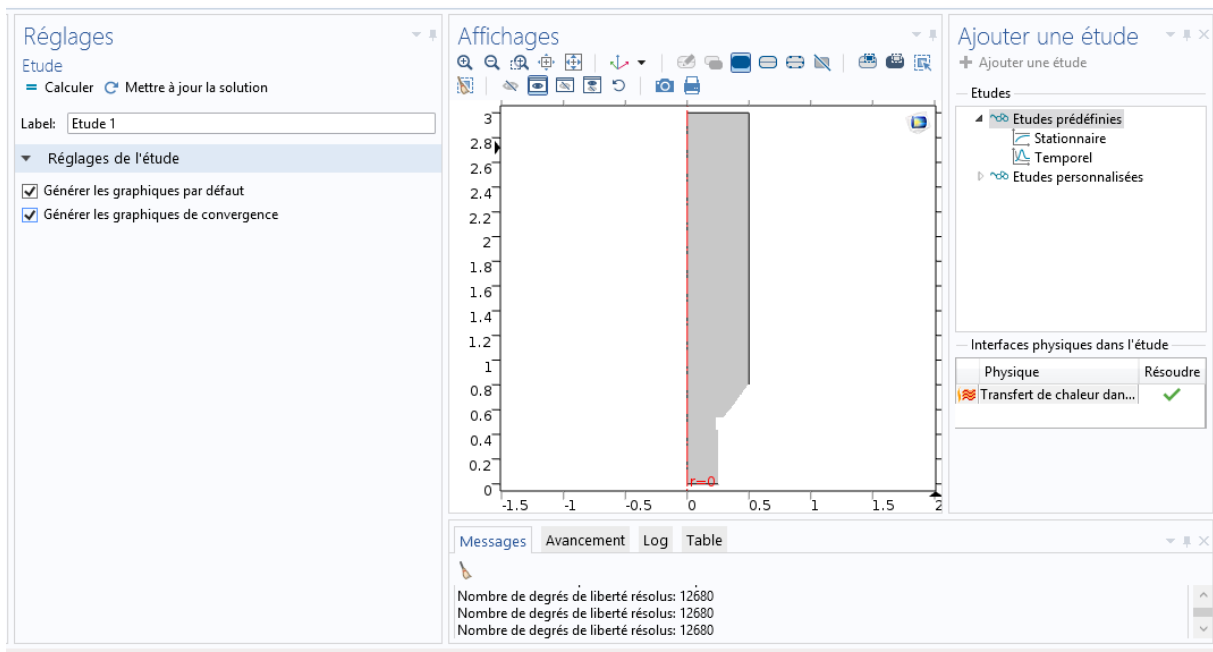 Réglages
Etude
= Calculer Mettre à jour la solution
Label: Etude 1
Réglages de l'étude
Générer les graphiques par défaut
Générer les graphiques de convergence
Affichages
3
2.8
2.6
2.4
2.2
2
1.8
1.6
1.4
1.2
1
0.8
0.6
0.4
0.2
0
r=0
-1.5 -1 -0.5 0 0.5 1 1.5 2
Messages Avancement Log Table
Nombre de degrés de liberté résolus: 12680
Nombre de degrés de liberté résolus: 12680
Nombre de degrés de liberté résolus: 12680
Ajouter une étude
+ Ajouter une étude
Etudes
Etudes prédéfinies
Stationnaire
Temporel
Etudes personnalisées
Interfaces physiques dans l'étude
Physique Résoudre
Transfert de chaleur dan...